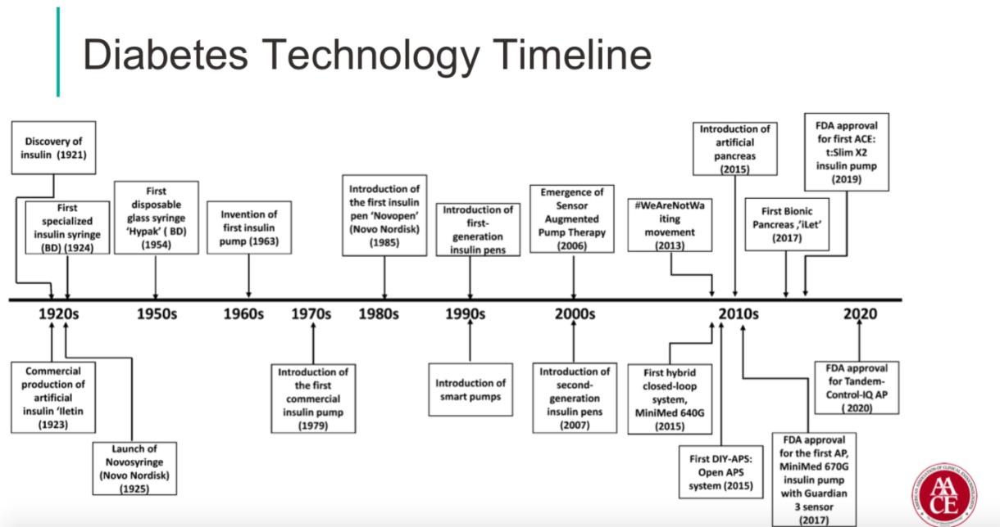 Diabetes Technology Timeline
Discovery of
insulin (1921)
First
specialized
insulin syringe
(BD) (1924)
First
disposable
glass syringe
‘Hypak’ ( BD)
(1954)
Invention of
first insulin
pump (1963)
Introduction of
the first insulin
pen ‘Novopen’
(Novo Nordisk)
(1985)
Introduction of
first-
generation
insulin pens
Emergence of
Sensor
Augmented
Pump Therapy
(2006)
#WeAreNotWa
iting
movement
(2013)
Introduction of
artificial
pancreas
(2015)
First Bionic
Pancreas ,‘iLet’
(2017)
FDA approval
for first ACE:
t:Slim X2
insulin pump
(2019)
1920s
1950s
1960s
1970s
1980s
1990s
2000s
2010s
2020
Commercial
production of
artificial
insulin ‘Iletin
(1923)
Launch of
Novosyringe
(Novo Nordisk)
(1925)
Introduction of
the first
commercial
insulin pump
(1979)
Introduction of
smart pumps
Introduction of
second-
generation
insulin pens
(2007)
First hybrid
closed-loop
system,
MiniMed 640G
(2015)
First DIY-APS:
Open APS
system (2015)
FDA approval
for the first AP,
MiniMed 670G
insulin pump
with Guardian
3 sensor
(2017)
FDA approval
for Tandem-
Control-IQ AP
( 2020)
AMERICAN ASSOCIATION OF CLINICAL ENDOCRINOLOGISTS
AA
CE